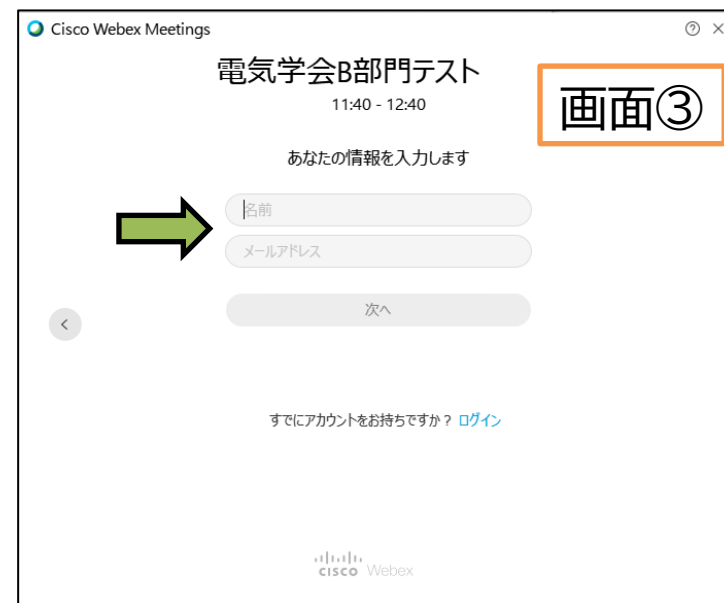 Cisco Webex Meetings
電気学会B部門テスト
11:40 - 12:40
画面③
あなたの情報を入力します
名前
メールアドレス
次へ
すでにアカウントをお持ちですか？ ログイン
CISCO Webex